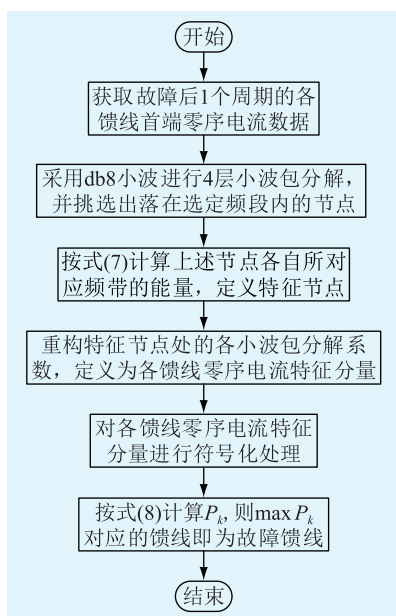 开始
获取故障后1个周期的各
馈线首端零序电流数据
采用db8小波进行4层小波包分解，
并挑选出落在选定频段内的节点
按式(7)计算上述节点各自所对
应频带的能量，定义特征节点
重构特征节点处的各小波包分解系
数，定义为各馈线零序电流特征分量
对各馈线零序电流特征
分量进行符号化处理
按式(8)计算Pk, 则max Pk
对应的馈线即为故障馈线
结束